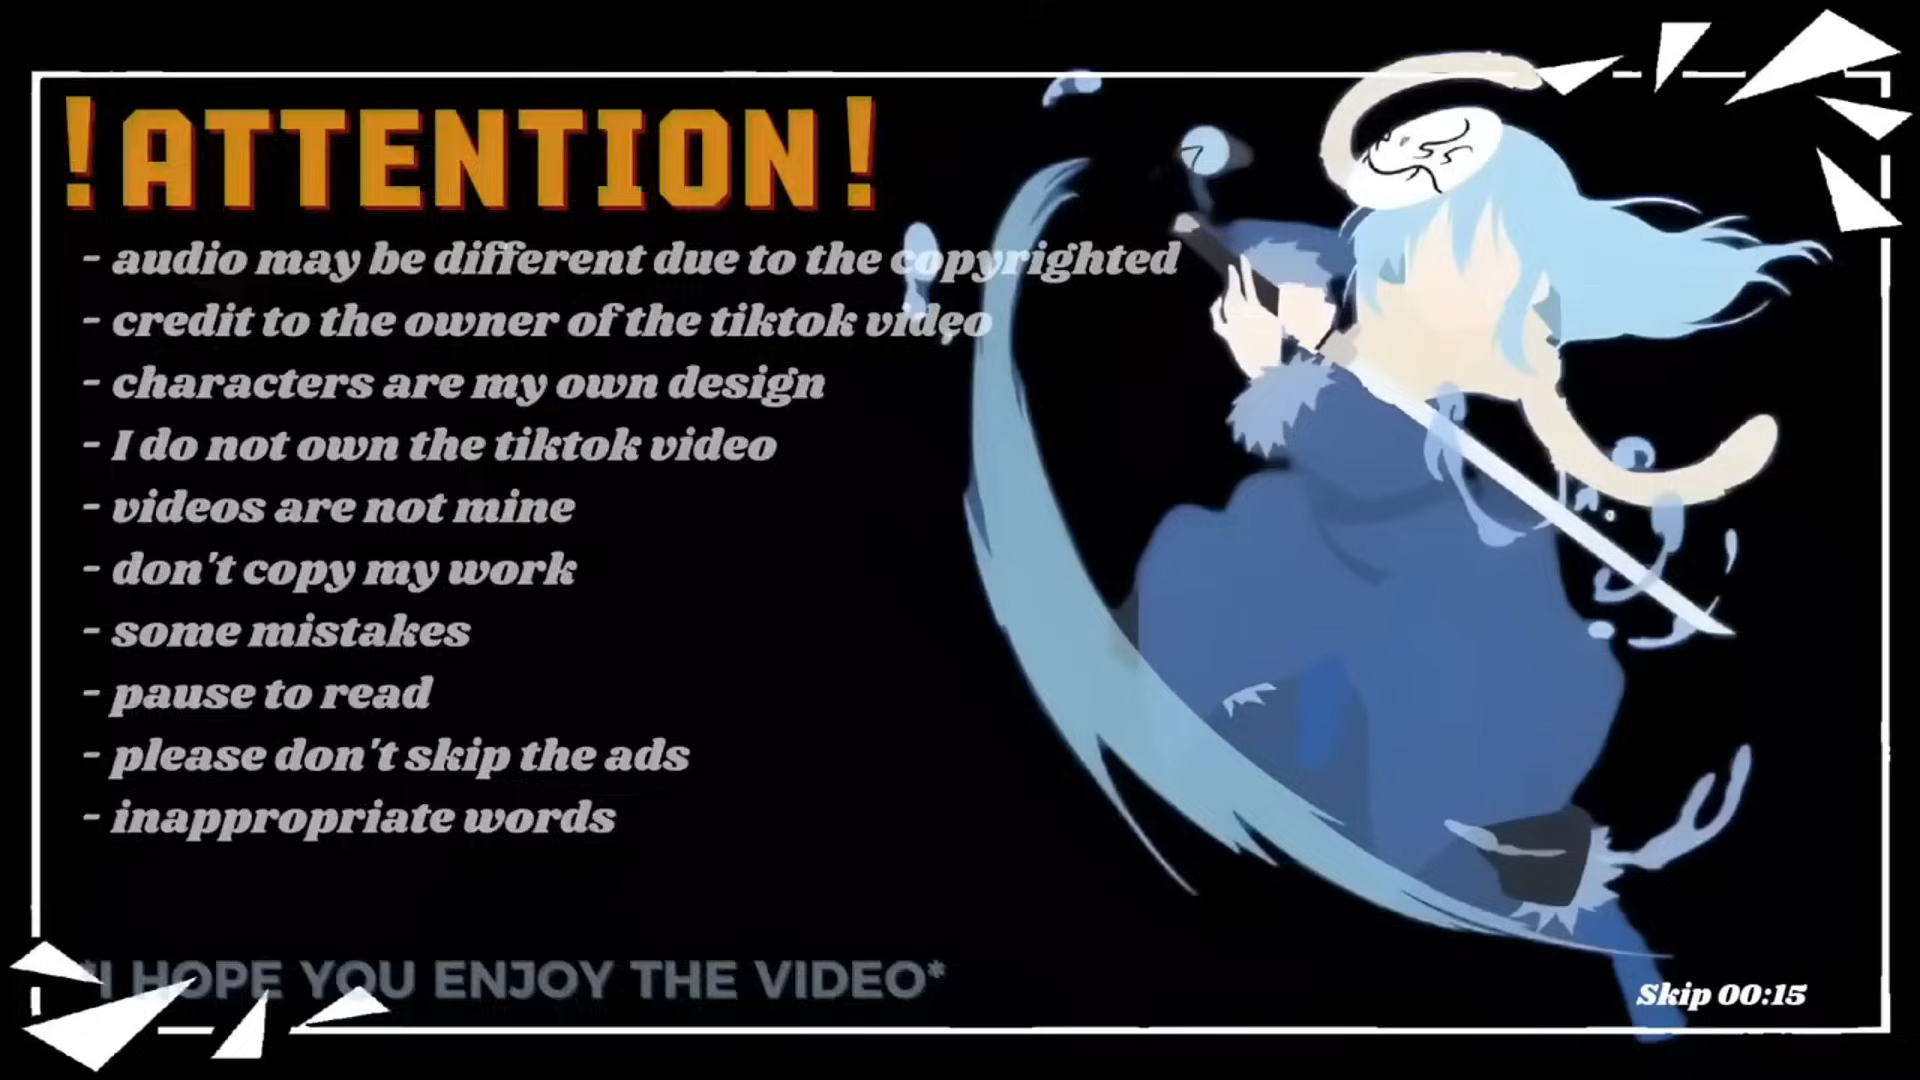 !ATTENTION!
- audio may be different due to the copyrighted
- credit to the owner of the tiktok video
- characters are my own design
- I do not own the tiktok video
- videos are not mine
- don't copy my work
- some mistakes
- pause to read
- please don't skip the ads
- inappropriate words
*I HOPE YOU ENJOY THE VIDEO*
Skip 00:15